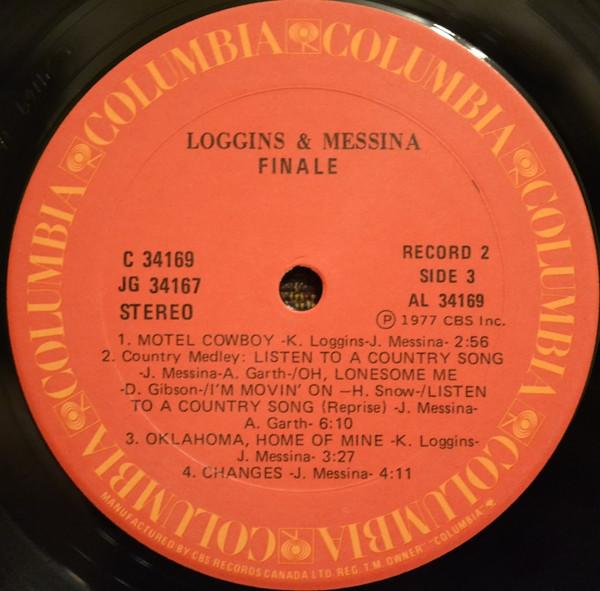 COLUMBIA COLUMBIA COLUMBIA COLUMBIA COLUMBIA COLUMBIA COLUMBIA COLUMBIA
LOGGINS & MESSINA
FINALE
C 34169
JG 34167
STEREO
RECORD 2
SIDE 3
AL 34169
Ⓟ 1977 CBS Inc.
1. MOTEL COWBOY -K. Loggins-J. Messina- 2:56
2. Country Medley: LISTEN TO A COUNTRY SONG
-J. Messina-A. Garth-/OH, LONESOME ME
-D. Gibson-/I'M MOVIN' ON —H. Snow-/LISTEN
TO A COUNTRY SONG (Reprise) -J. Messina-
A. Garth- 6:10
3. OKLAHOMA, HOME OF MINE -K. Loggins-
J. Messina- 3:27
4. CHANGES -J. Messina- 4:11
MANUFACTURED BY CBS RECORDS CANADA LTD. REG. T.M. OWNER "COLUMBIA"